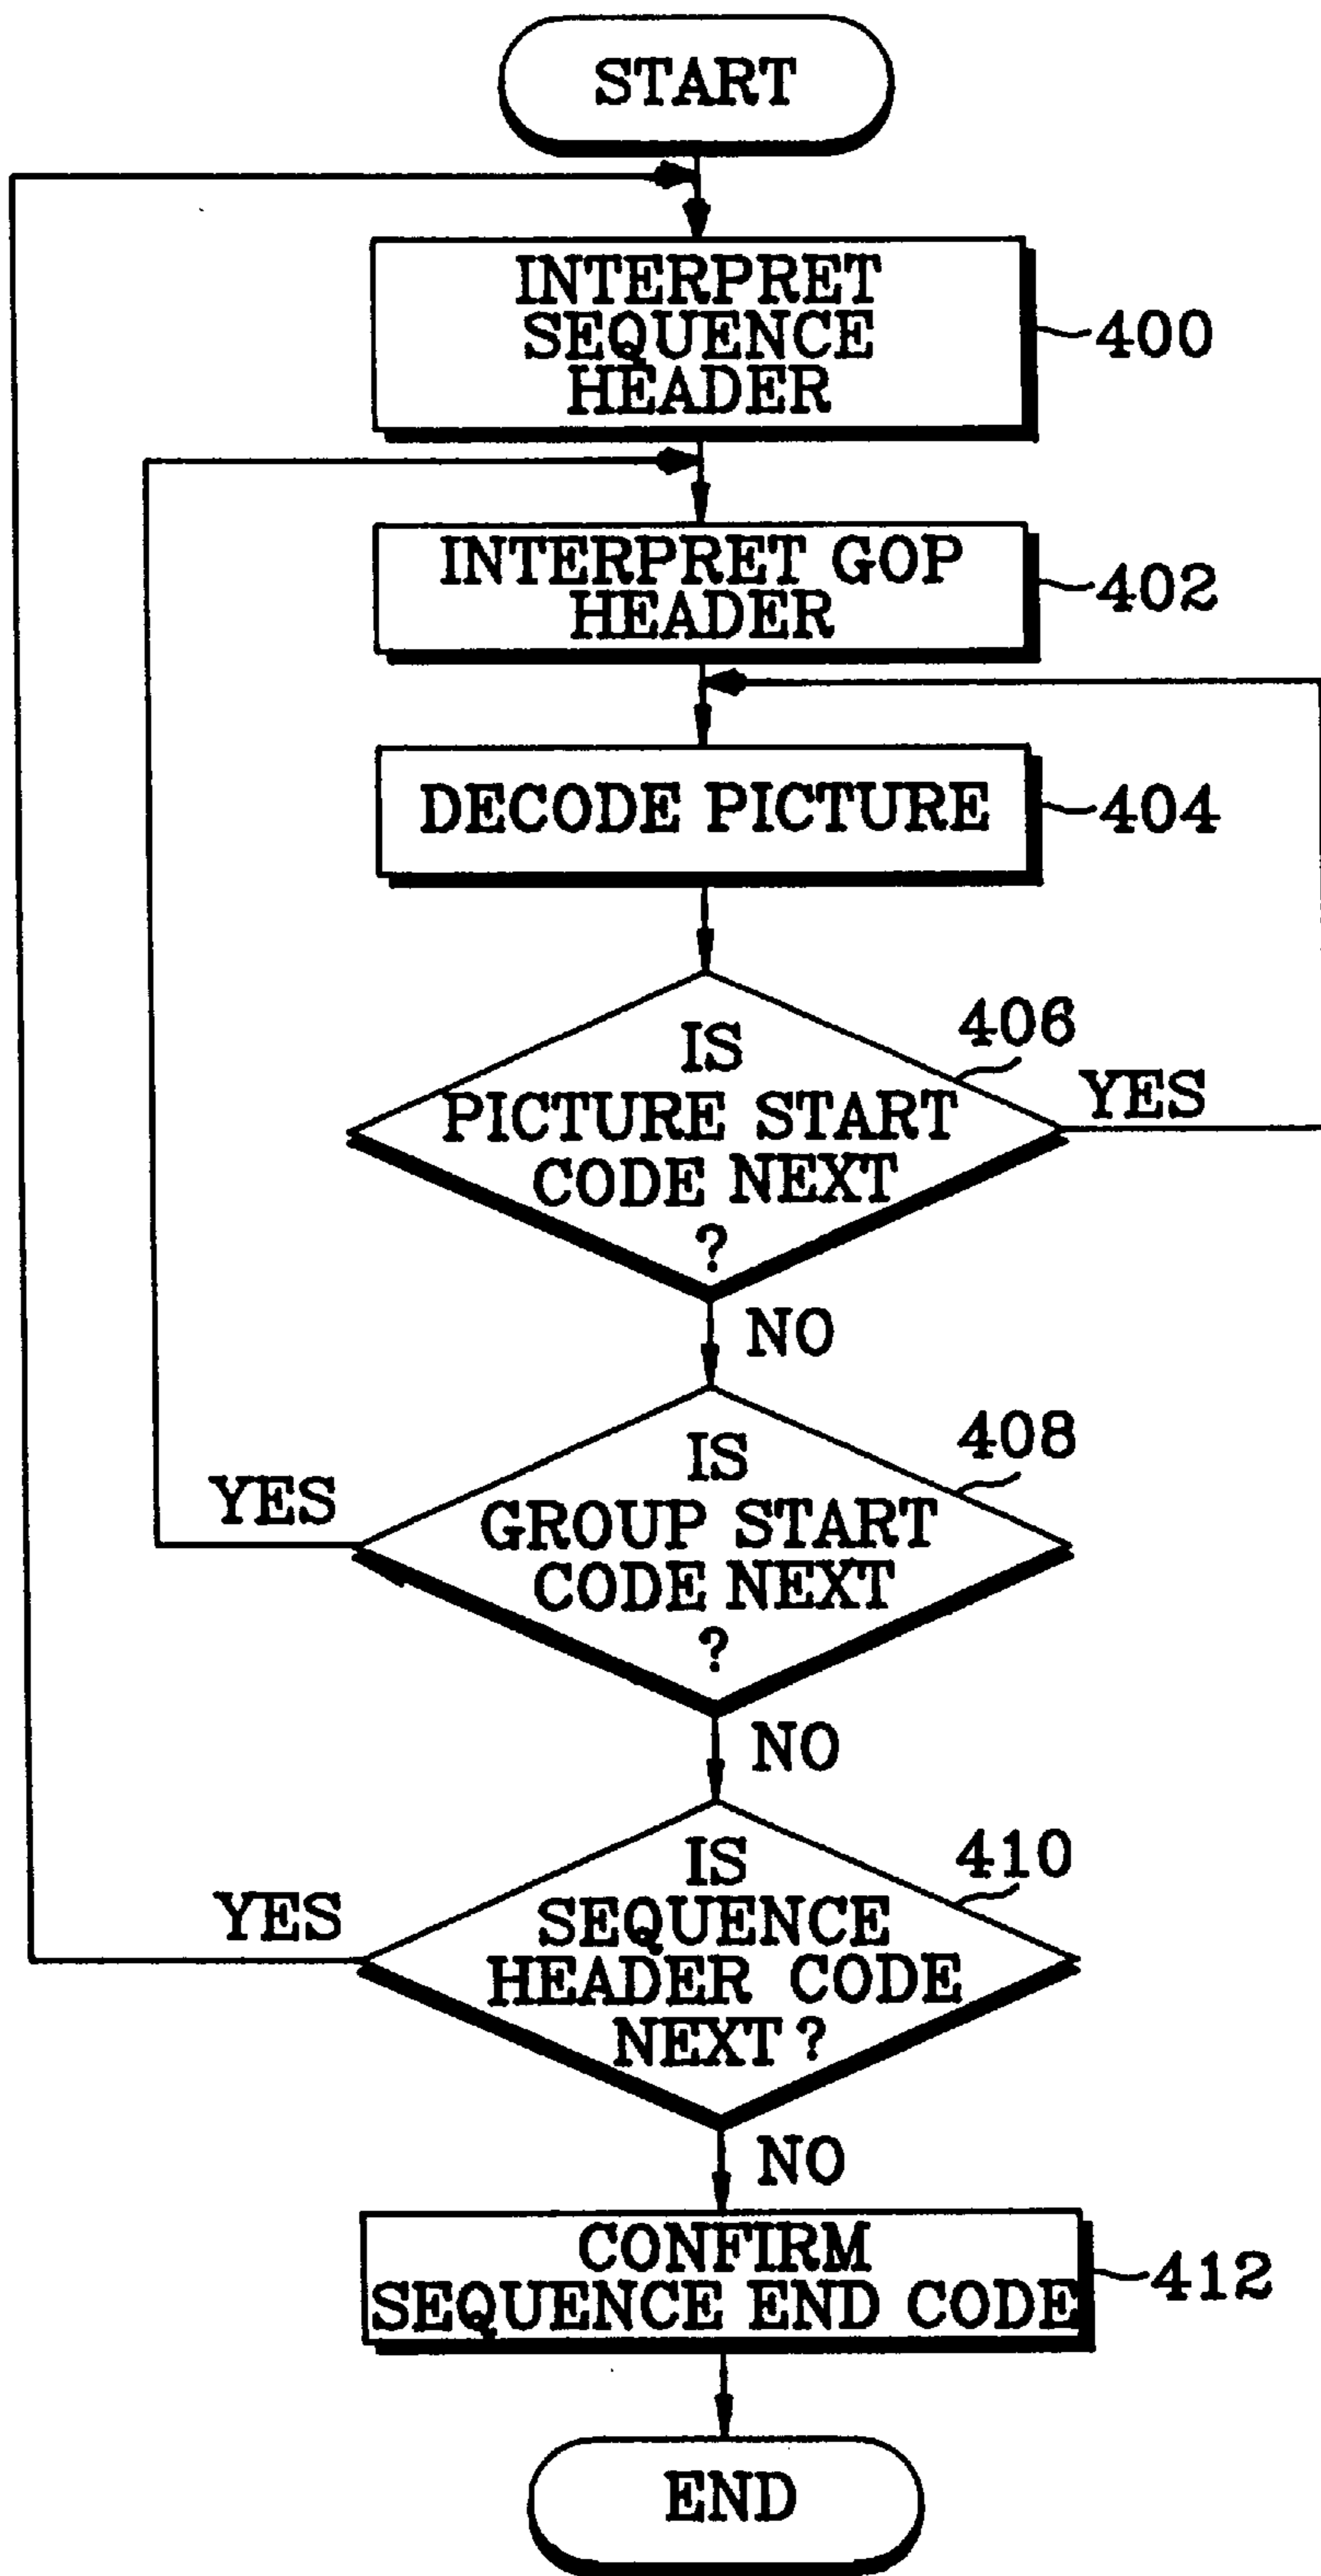 START
INTERPRET
SEQUENCE
HEADER
400
INTERPRET GOP
HEADER
402
DECODE PICTURE
404
406
IS
PICTURE START
CODE NEXT
?
YES
NO
408
IS
GROUP START
CODE NEXT
?
YES
NO
410
IS
SEQUENCE
HEADER CODE
NEXT ?
YES
NO
CONFIRM
SEQUENCE END CODE
412
END